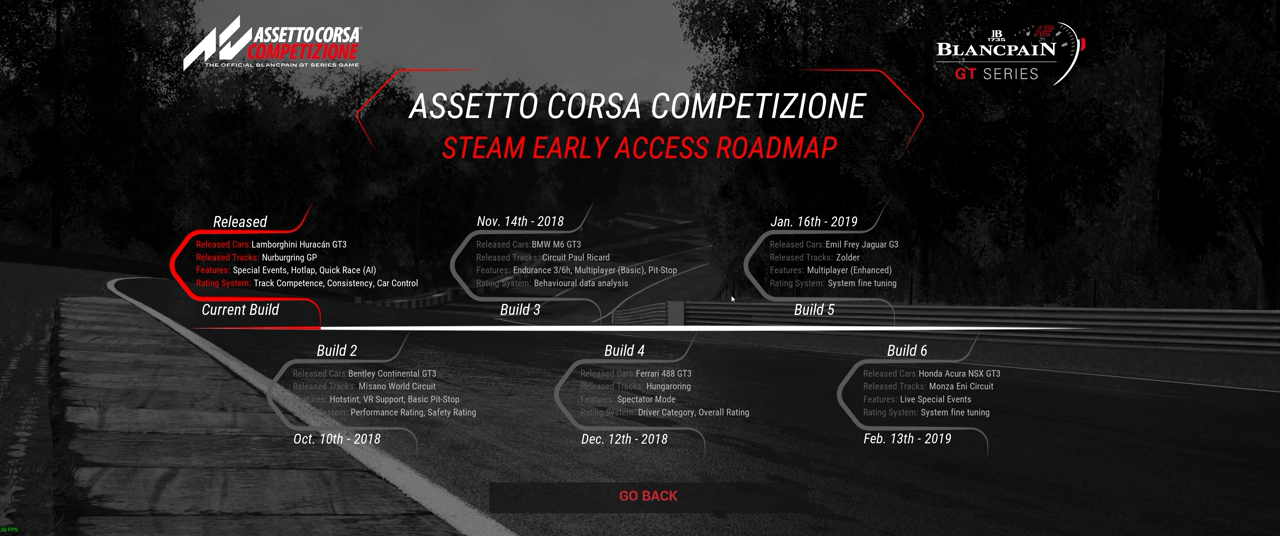 ASSETTO CORSA
COMPETIZIONE
THE OFFICIAL BLANCPAIN GT SERIES GAME
12
JB
1735
BLANCPAIN
GT SERIES
ASSETTO CORSA COMPETIZIONE
STEAM EARLY ACCESS ROADMAP
Released
Released Cars: Lamborghini Huracán GT3
Released Tracks: Nurburgring GP
Features: Special Events, Hotlap, Quick Race (AI)
Rating System: Track Competence, Consistency, Car Control
Current Build
Nov. 14th - 2018
Released Cars: BMW M6 GT3
Released Tracks: Circuit Paul Ricard
Features: Endurance 3/6h, Multiplayer (Basic), Pit-Stop
Rating System: Behavioural data analysis
Build 3
Jan. 16th - 2019
Released Cars: Emil Frey Jaguar G3
Released Tracks: Zolder
Features: Multiplayer (Enhanced)
Rating System: System fine tuning
Build 5
Build 2
Released Cars: Bentley Continental GT3
Released Tracks: Misano World Circuit
Features: Hotstint, VR Support, Basic Pit-Stop
Rating System: Performance Rating, Safety Rating
Oct. 10th - 2018
Build 4
Released Cars: Ferrari 488 GT3
Released Tracks: Hungaroring
Features: Spectator Mode
Rating System: Driver Category, Overall Rating
Dec. 12th - 2018
Build 6
Released Cars: Honda Acura NSX GT3
Released Tracks: Monza Eni Circuit
Features: Live Special Events
Rating System: System fine tuning
Feb. 13th - 2019
GO BACK